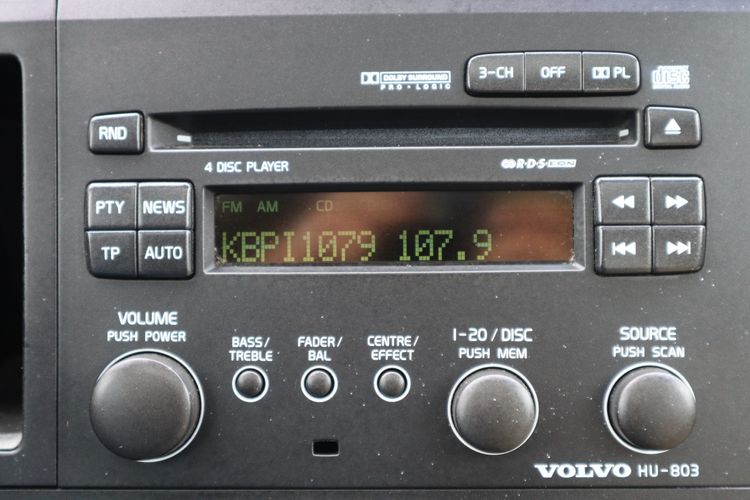 DOLBY SURROUND
PRO·LOGIC
3-CH
OFF
PL
disc
RND
4 DISC PLAYER
R·D·S EON
PTY
NEWS
TP
AUTO
FM AM CD
KBPI1079 107.9
VOLUME
PUSH POWER
BASS/
TREBLE
FADER/
BAL
CENTRE/
EFFECT
1-20/DISC
PUSH MEM
SOURCE
PUSH SCAN
VOLVO HU-803